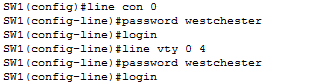 SW1(config)#line con 0
SW1(config-line)#password westchester
SW1(config-line)#login
SW1(config-line)#line vty 0 4
SW1(config-line)#password westchester
SW1(config-line)#login